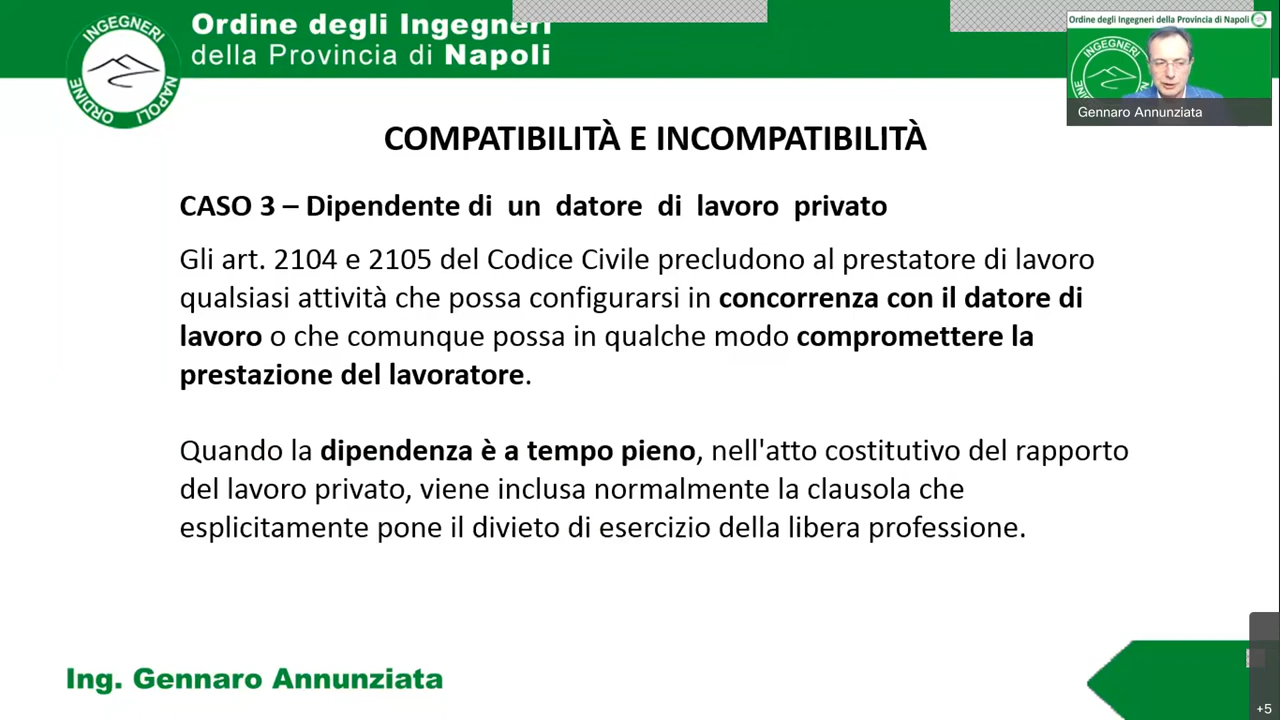 Ordine degli Ingegneri
della Provincia di Napoli
INGEGNERI
ORDINE
NAPOLI
Ordine degli Ingegneri della Provincia di Napoli
INGEGNERI
Gennaro Annunziata
COMPATIBILITÀ E INCOMPATIBILITÀ
CASO 3 – Dipendente di un datore di lavoro privato
Gli art. 2104 e 2105 del Codice Civile precludono al prestatore di lavoro
qualsiasi attività che possa configurarsi in concorrenza con il datore di
lavoro o che comunque possa in qualche modo compromettere la
prestazione del lavoratore.
Quando la dipendenza è a tempo pieno, nell'atto costitutivo del rapporto
del lavoro privato, viene inclusa normalmente la clausola che
esplicitamente pone il divieto di esercizio della libera professione.
Ing. Gennaro Annunziata
+5